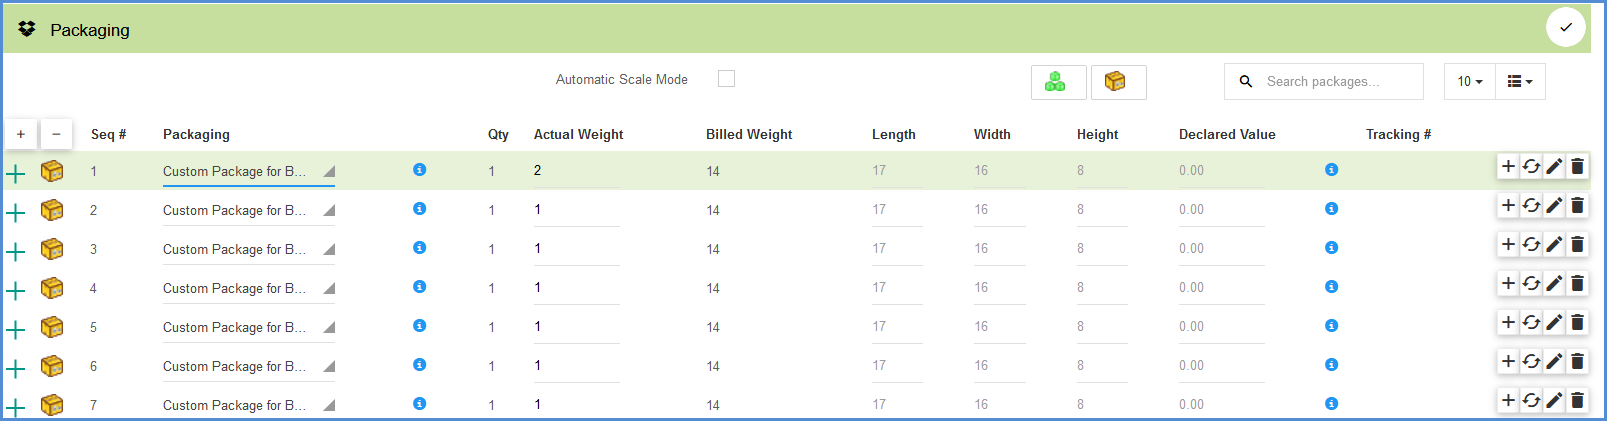 Packaging
Automatic Scale Mode
Search packages...
10
+ − Seq # Packaging Qty Actual Weight Billed Weight Length Width Height Declared Value Tracking #
1 Custom Package for B... 1 2 14 17 16 8 0.00
2 Custom Package for B... 1 1 14 17 16 8 0.00
3 Custom Package for B... 1 1 14 17 16 8 0.00
4 Custom Package for B... 1 1 14 17 16 8 0.00
5 Custom Package for B... 1 1 14 17 16 8 0.00
6 Custom Package for B... 1 1 14 17 16 8 0.00
7 Custom Package for B... 1 1 14 17 16 8 0.00